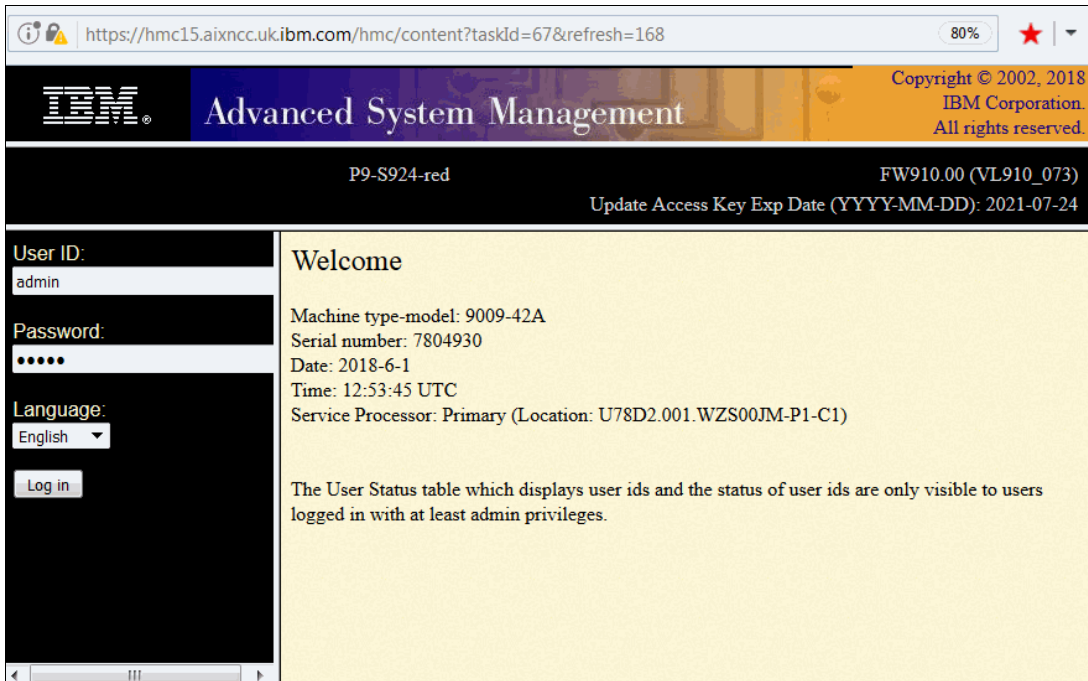 https://hmc15.aixncc.uk.ibm.com/hmc/content?taskId=67&refresh=168
80%
IBM®
Advanced System Management
Copyright © 2002, 2018
IBM Corporation.
All rights reserved.
P9-S924-red
FW910.00 (VL910_073)
Update Access Key Exp Date (YYYY-MM-DD): 2021-07-24
User ID:
admin
Password:
•••••
Language:
English
Log in
Welcome
Machine type-model: 9009-42A
Serial number: 7804930
Date: 2018-6-1
Time: 12:53:45 UTC
Service Processor: Primary (Location: U78D2.001.WZS00JM-P1-C1)
The User Status table which displays user ids and the status of user ids are only visible to users
logged in with at least admin privileges.